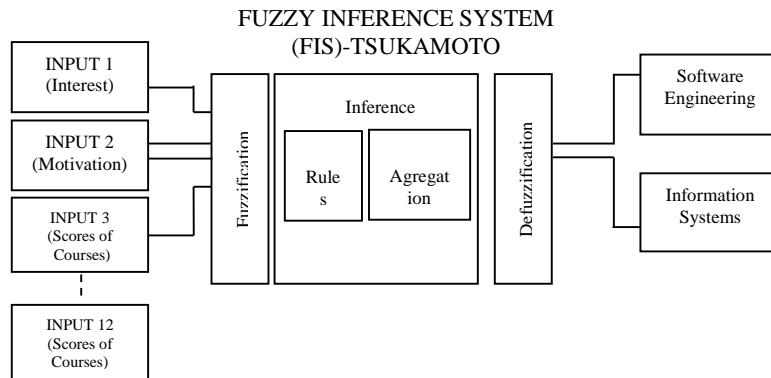 FUZZY INFERENCE SYSTEM
(FIS)-TSUKAMOTO
INPUT 1
(Interest)
INPUT 2
(Motivation)
INPUT 3
(Scores of
Courses)
INPUT 12
(Scores of
Courses)
Fuzzification
Inference
Rule
s
Agregat
ion
Defuzzification
Software
Engineering
Information
Systems